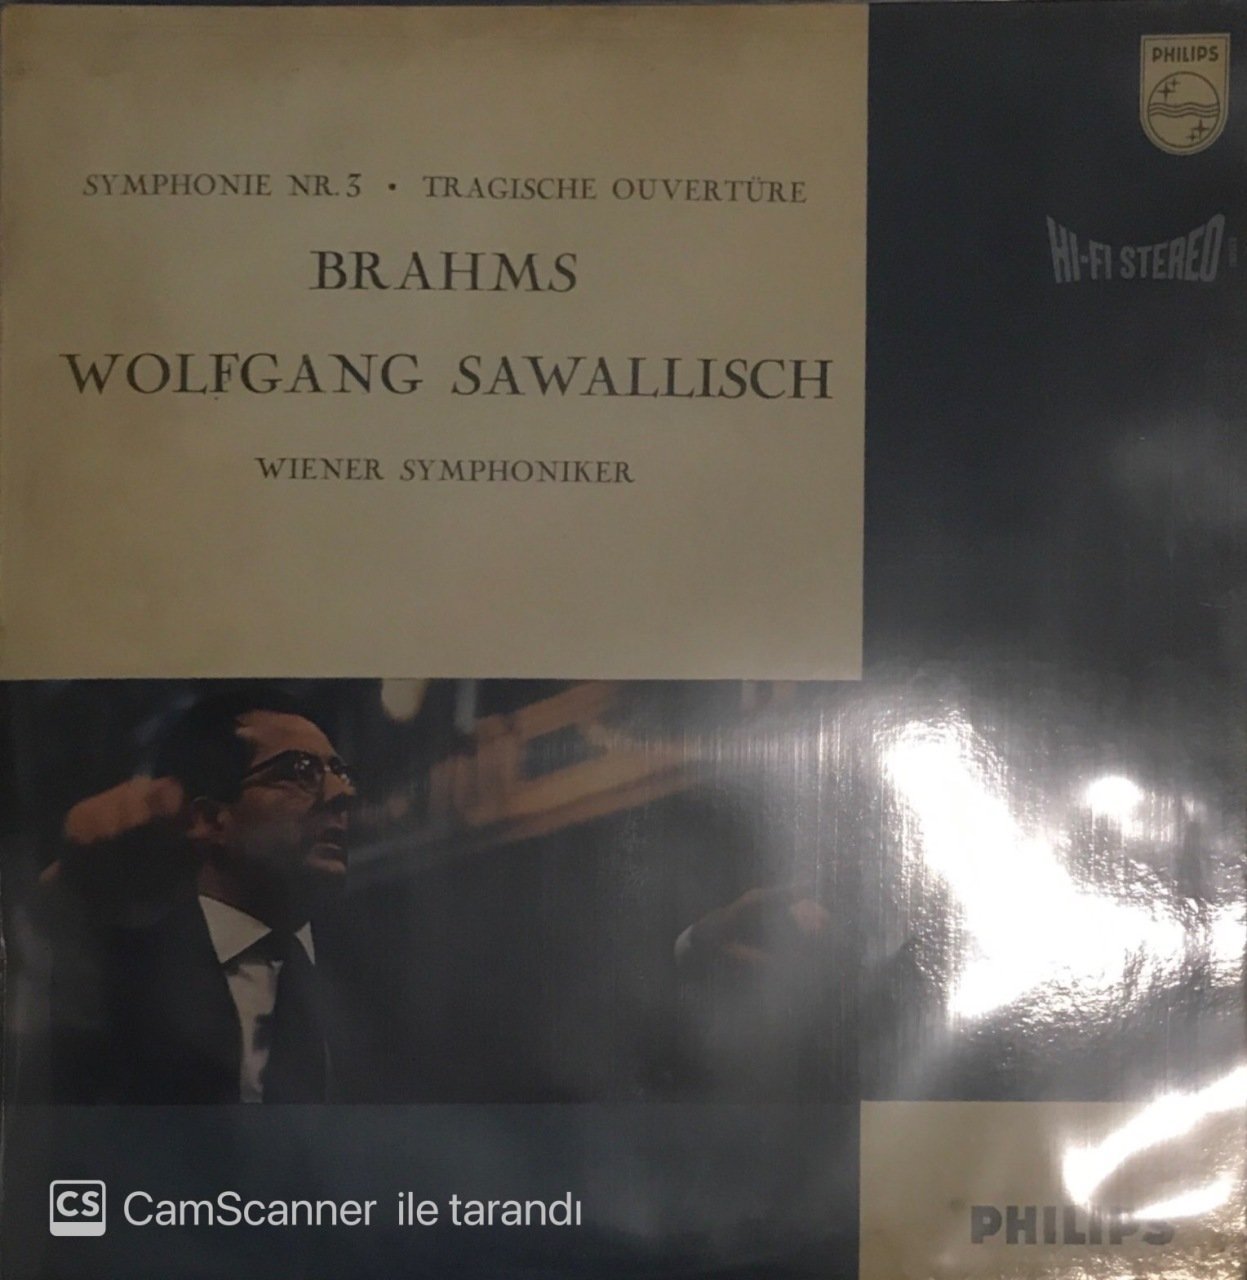 PHILIPS
SYMPHONIE NR. 3 • TRAGISCHE OUVERTÜRE
BRAHMS
HI-FI STEREO
WOLFGANG SAWALLISCH
WIENER SYMPHONIKER
CS CamScanner ile tarandı
PHILIPS